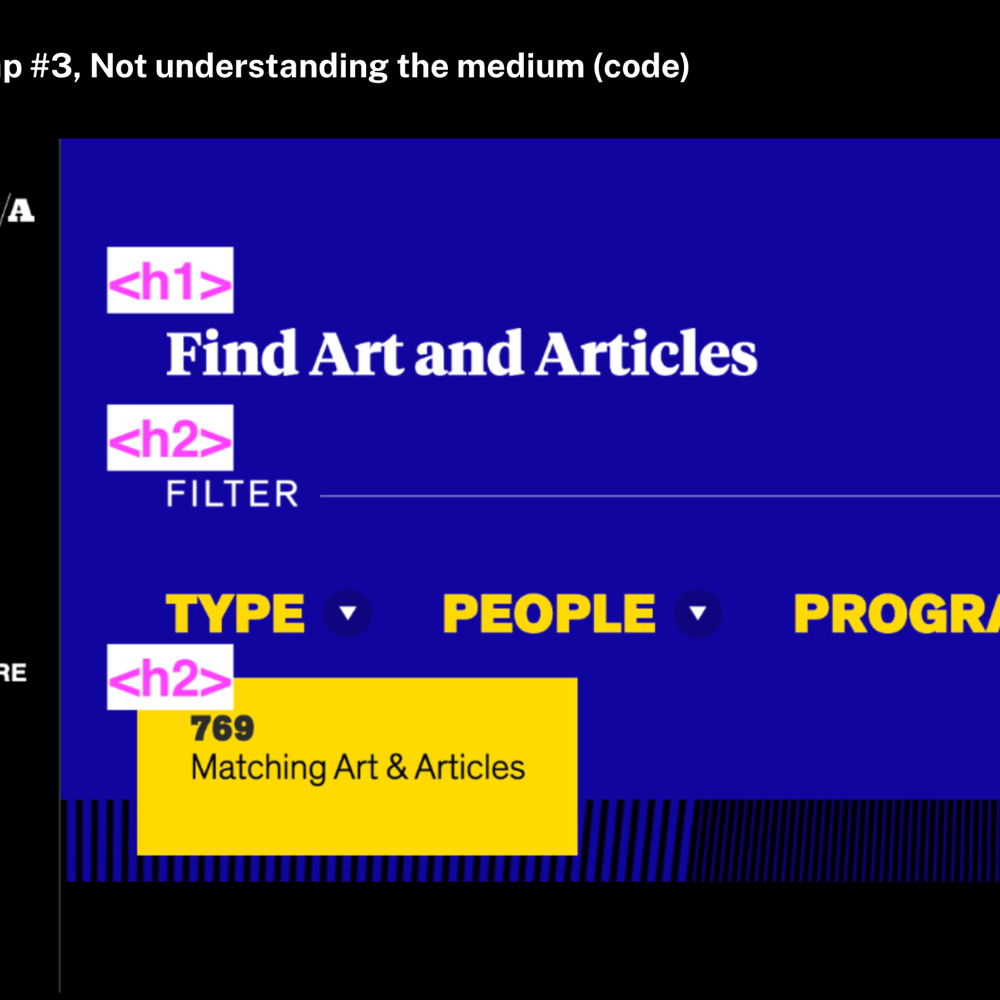 #3, Not understanding the medium (code)
/A
<h1>
Find Art and Articles
<h2>
FILTER
TYPE
PEOPLE
PROGRA
RE
<h2>
769
Matching Art & Articles